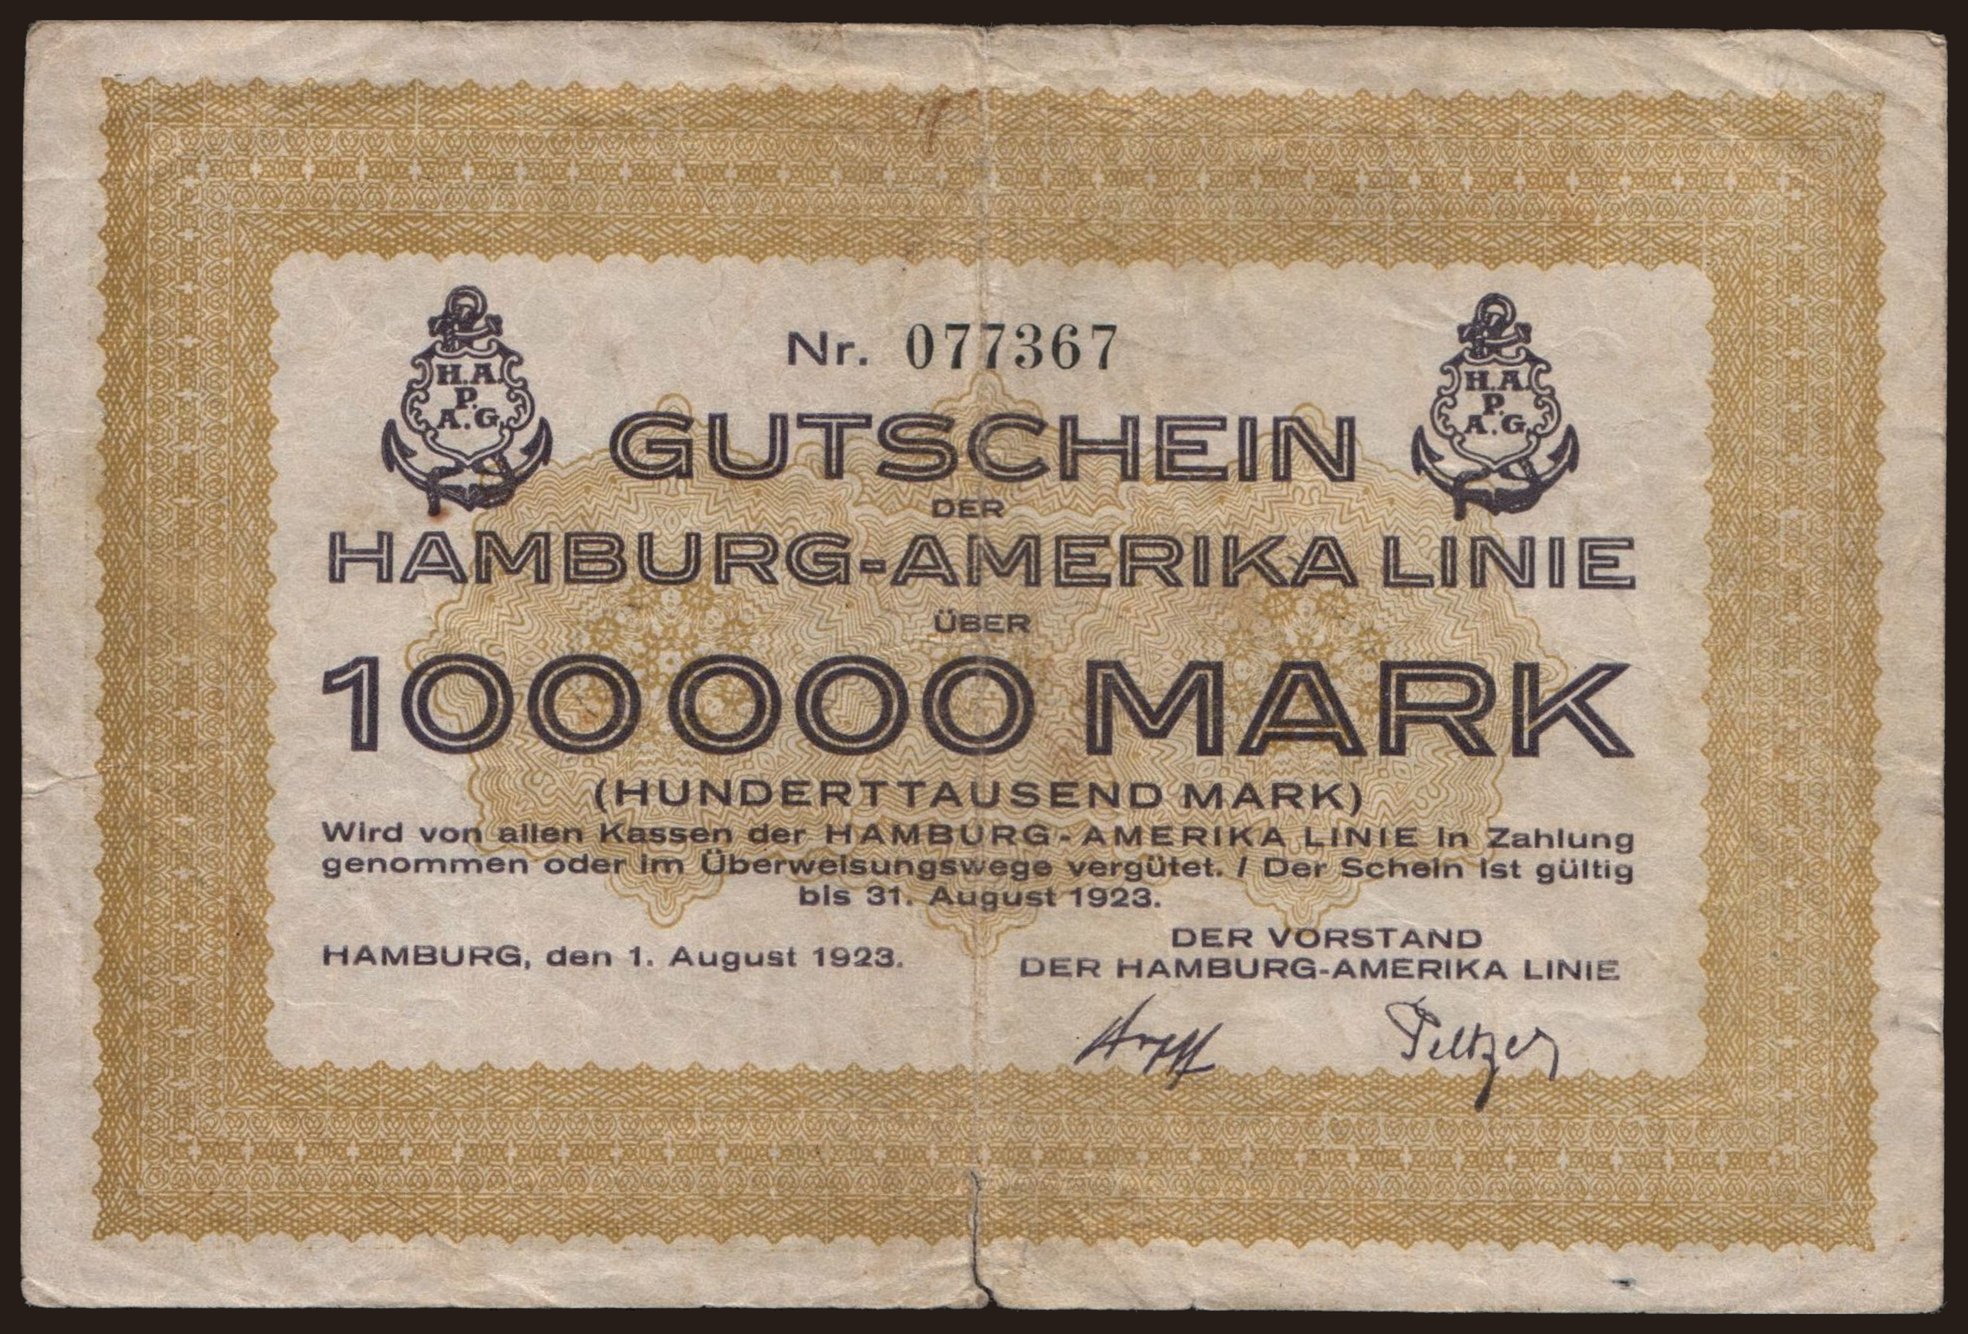 Nr. 077367
H.A.
P.
A.G.
H.A.
P.
A.G.
GUTSCHEIN
DER
HAMBURG-AMERIKA LINIE
ÜBER
100000 MARK
(HUNDERTTAUSEND MARK)
Wird von allen Kassen der HAMBURG-AMERIKA LINIE in Zahlung
genommen oder im Überweisungswege vergütet. / Der Schein ist gültig
bis 31. August 1923.
HAMBURG, den 1. August 1923.
DER VORSTAND
DER HAMBURG-AMERIKA LINIE
Peltzer